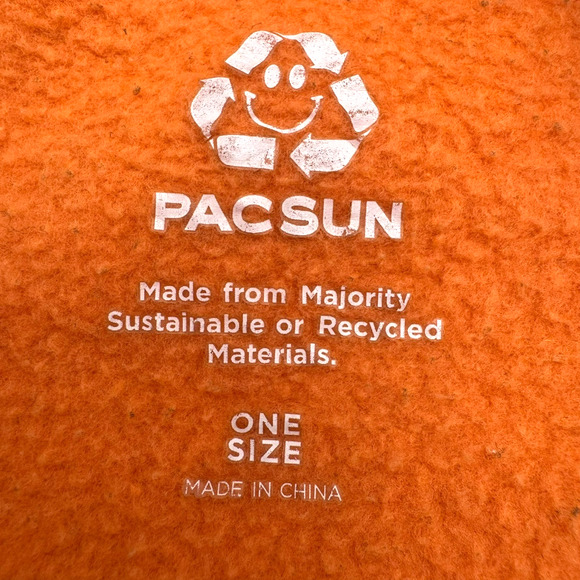 PACSUN
Made from Majority
Sustainable or Recycled
Materials.
ONE
SIZE
MADE IN CHINA